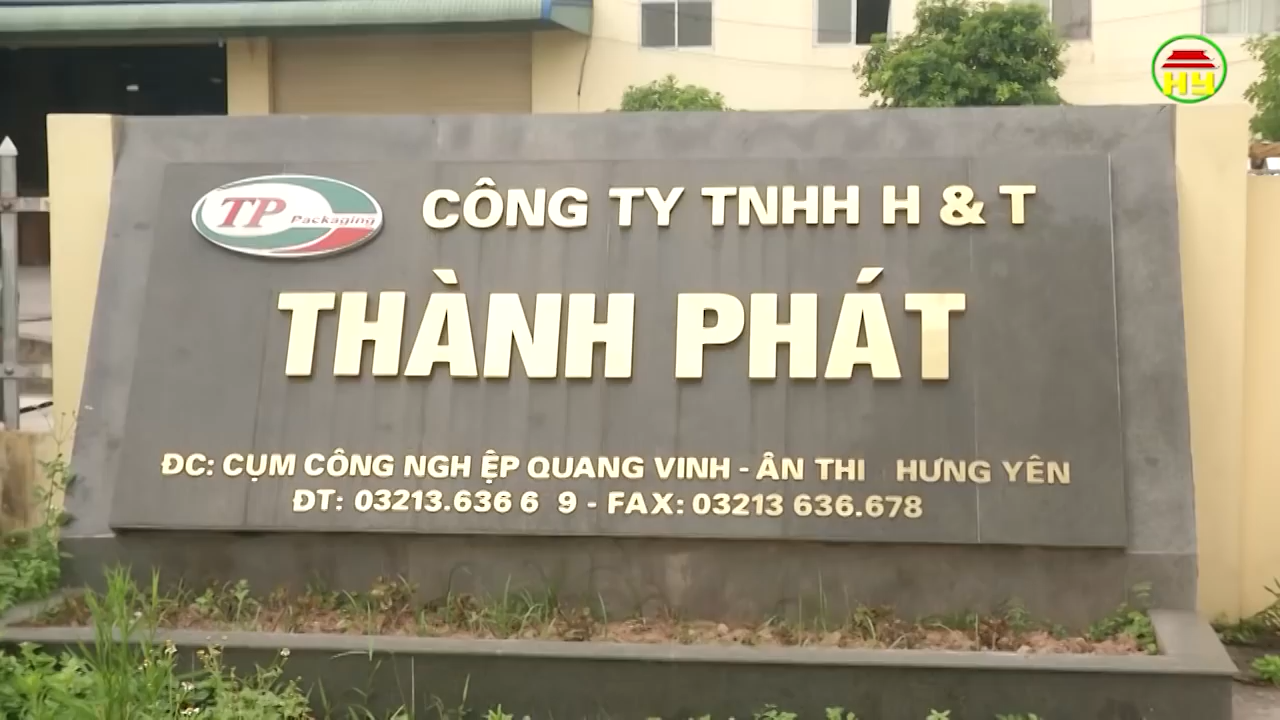 HY
TP Packaging
CÔNG TY TNHH H & T
THÀNH PHÁT
ĐC: CỤM CÔNG NGH ỆP QUANG VINH - ÂN THI HƯNG YÊN
ĐT: 03213.636 6 9 - FAX: 03213 636.678